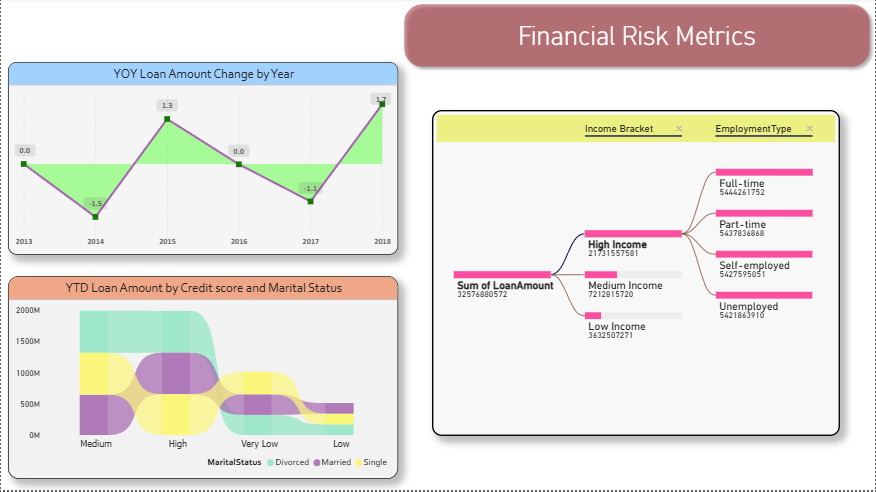 Financial Risk Metrics
YOY Loan Amount Change by Year
0.0
-1.5
1.3
0.0
-1.1
1.7
2013 2014 2015 2016 2017 2018
YTD Loan Amount by Credit score and Marital Status
2000M
1500M
1000M
500M
0M
Medium High Very Low Low
MaritalStatus Divorced Married Single
Income Bracket × EmploymentType ×
Sum of LoanAmount
32576880572
High Income
21731557581
Medium Income
7212815720
Low Income
3632507271
Full-time
5444261752
Part-time
5437836868
Self-employed
5427595051
Unemployed
5421863910